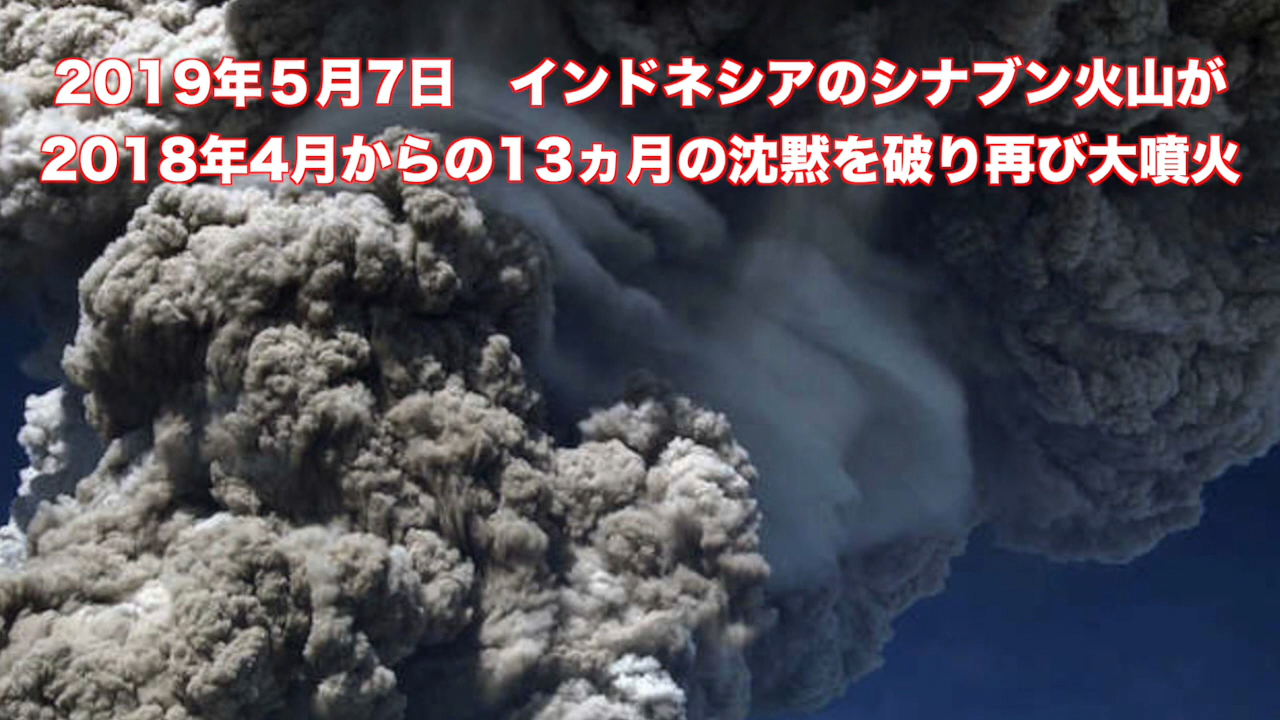 2019年５月7日　インドネシアのシナブン火山が
2018年4月からの13ヵ月の沈黙を破り再び大噴火